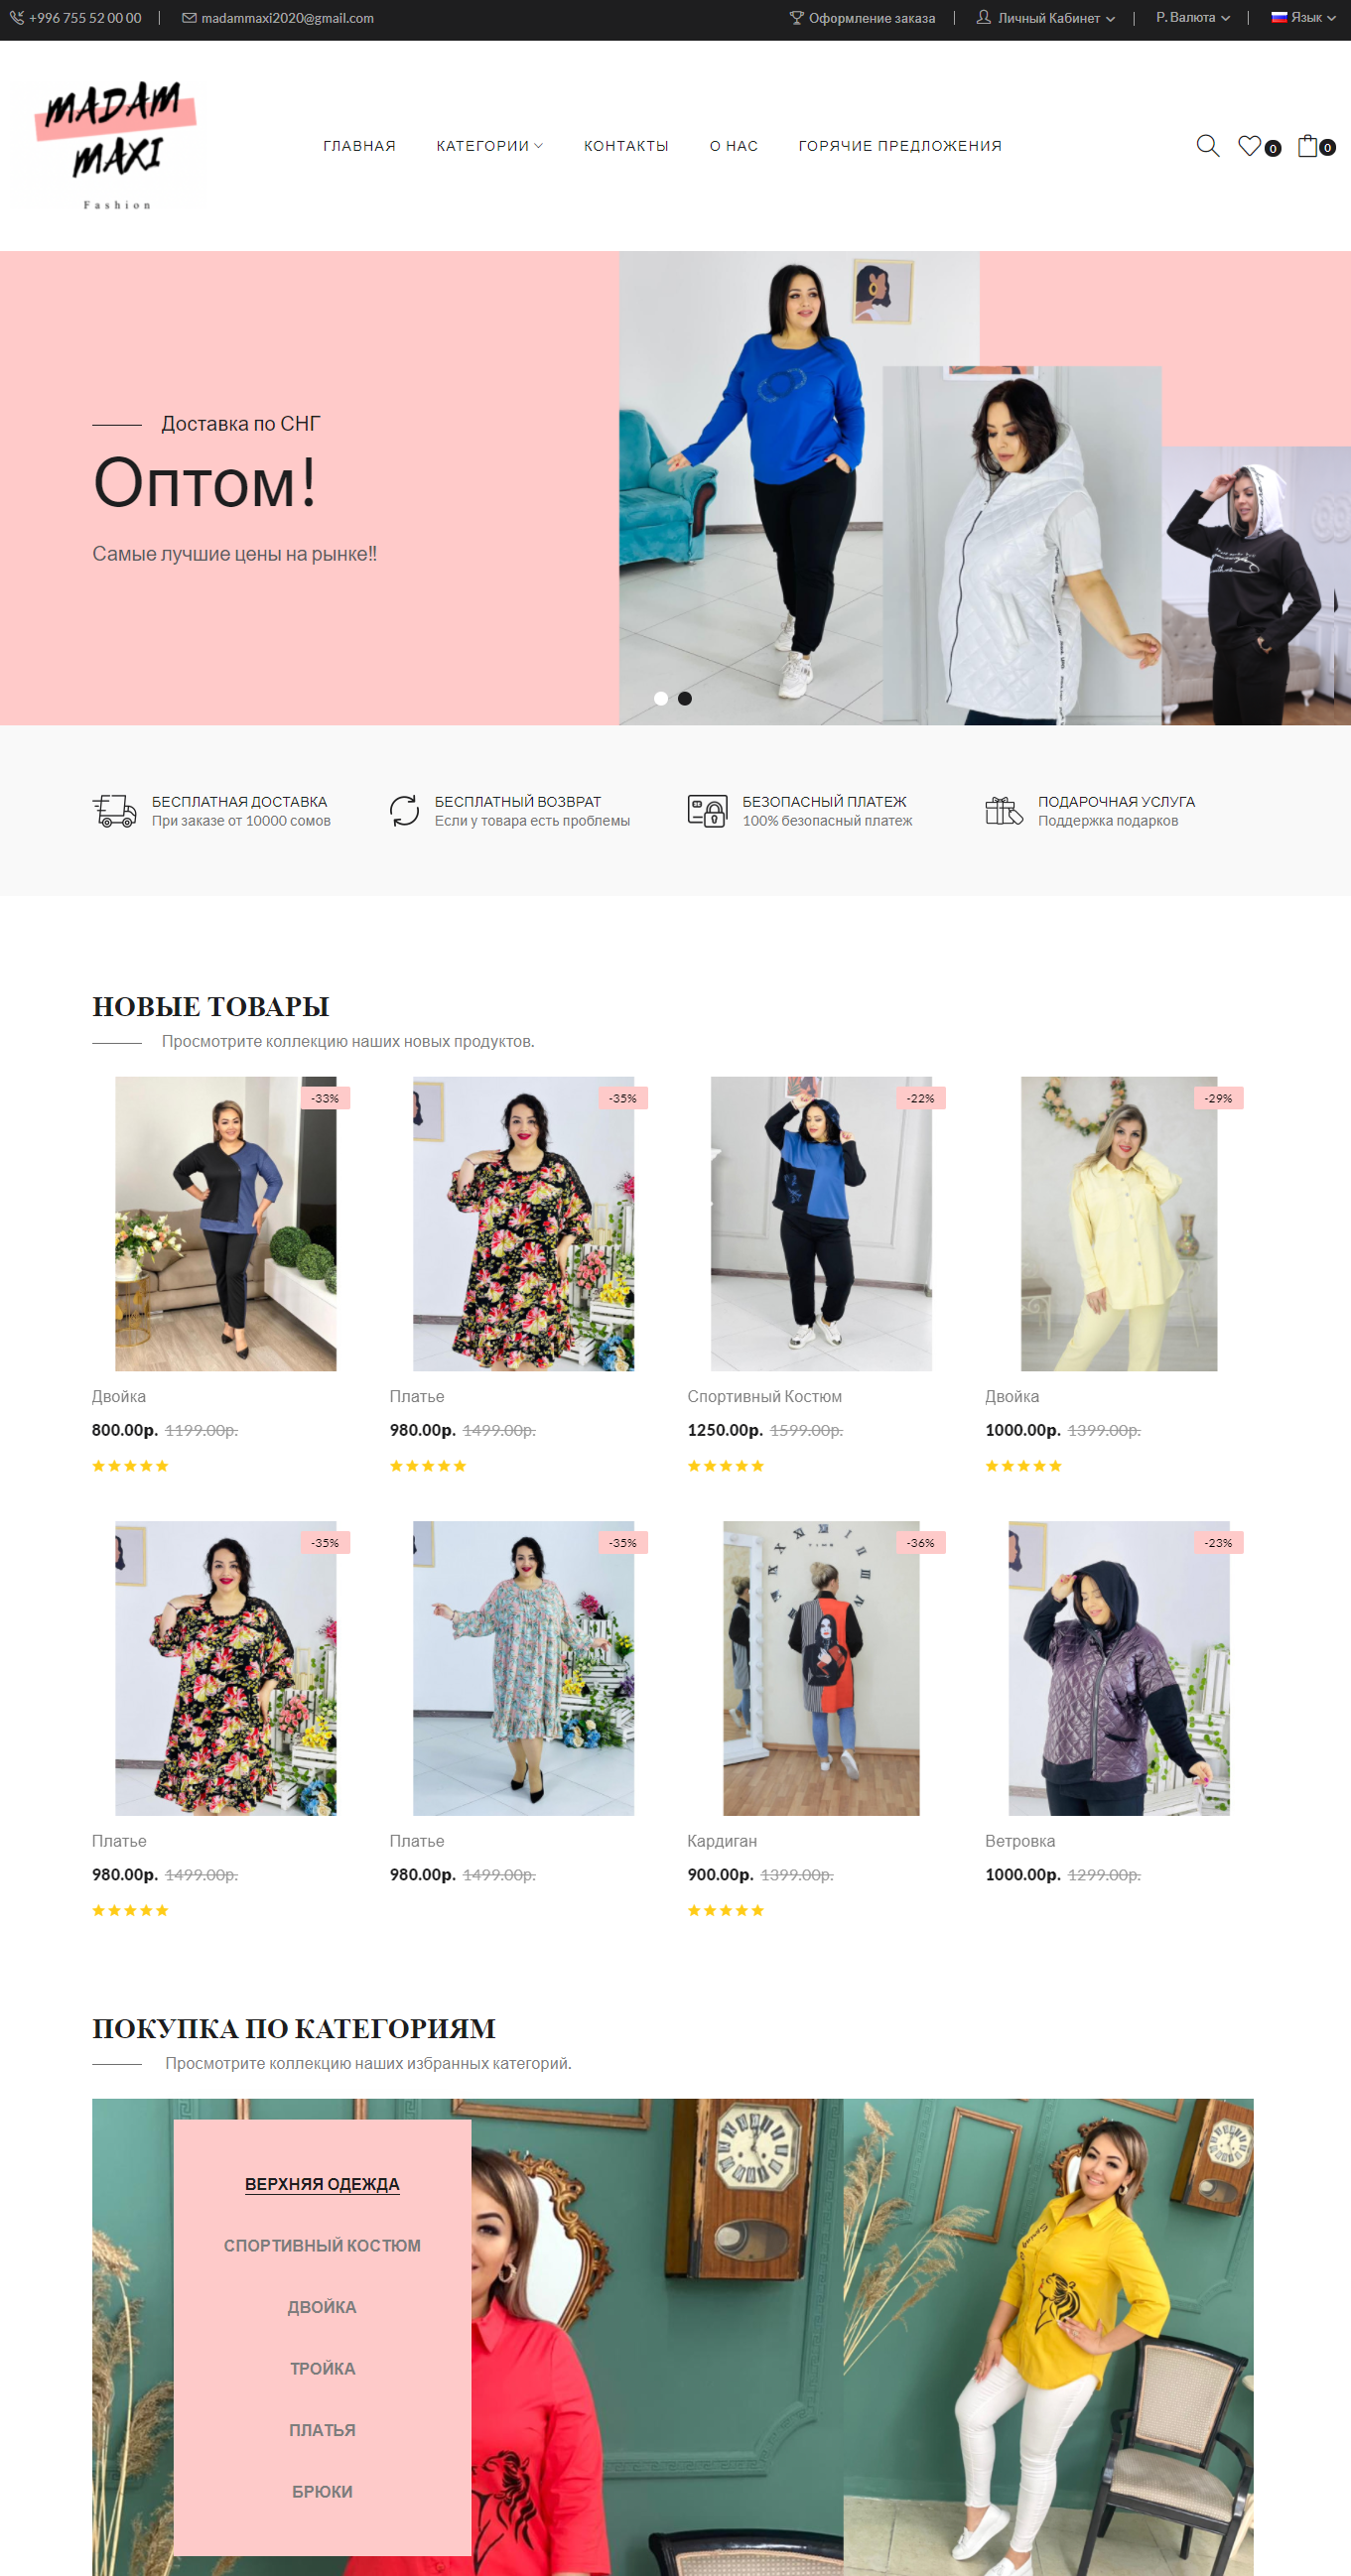 +996 755 52 00 00
madammaxi2020@gmail.com
Оформление заказа
Личный Кабинет
Р. Валюта
Язык
MADAM
MAXI
Fashion
ГЛАВНАЯ
КАТЕГОРИИ
КОНТАКТЫ
О НАС
ГОРЯЧИЕ ПРЕДЛОЖЕНИЯ
0
0
Доставка по СНГ
Оптом!
Самые лучшие цены на рынке!!
БЕСПЛАТНАЯ ДОСТАВКА
При заказе от 10000 сомов
БЕСПЛАТНЫЙ ВОЗВРАТ
Если у товара есть проблемы
БЕЗОПАСНЫЙ ПЛАТЕЖ
100% безопасный платеж
ПОДАРОЧНАЯ УСЛУГА
Поддержка подарков
НОВЫЕ ТОВАРЫ
Просмотрите коллекцию наших новых продуктов.
-33%
Двойка
800.00р. 1199.00р.
-35%
Платье
980.00р. 1499.00р.
-22%
Спортивный Костюм
1250.00р. 1599.00р.
-29%
Двойка
1000.00р. 1399.00р.
-35%
Платье
980.00р. 1499.00р.
-35%
Платье
980.00р. 1499.00р.
-36%
Кардиган
900.00р. 1399.00р.
-23%
Ветровка
1000.00р. 1299.00р.
ПОКУПКА ПО КАТЕГОРИЯМ
Просмотрите коллекцию наших избранных категорий.
ВЕРХНЯЯ ОДЕЖДА
СПОРТИВНЫЙ КОСТЮМ
ДВОЙКА
ТРОЙКА
ПЛАТЬЯ
БРЮКИ